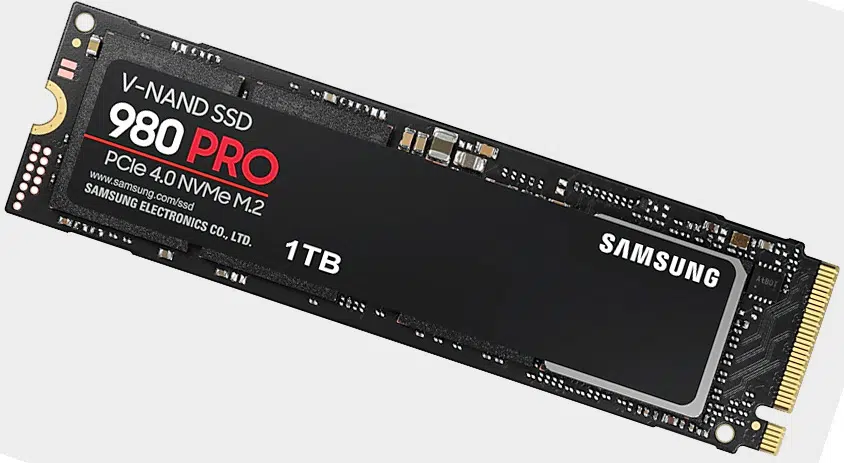 V-NAND SSD
980 PRO
PCIe 4.0 NVMe M.2
www.samsung.com/ssd
SAMSUNG ELECTRONICS CO., LTD.
1TB
SAMSUNG